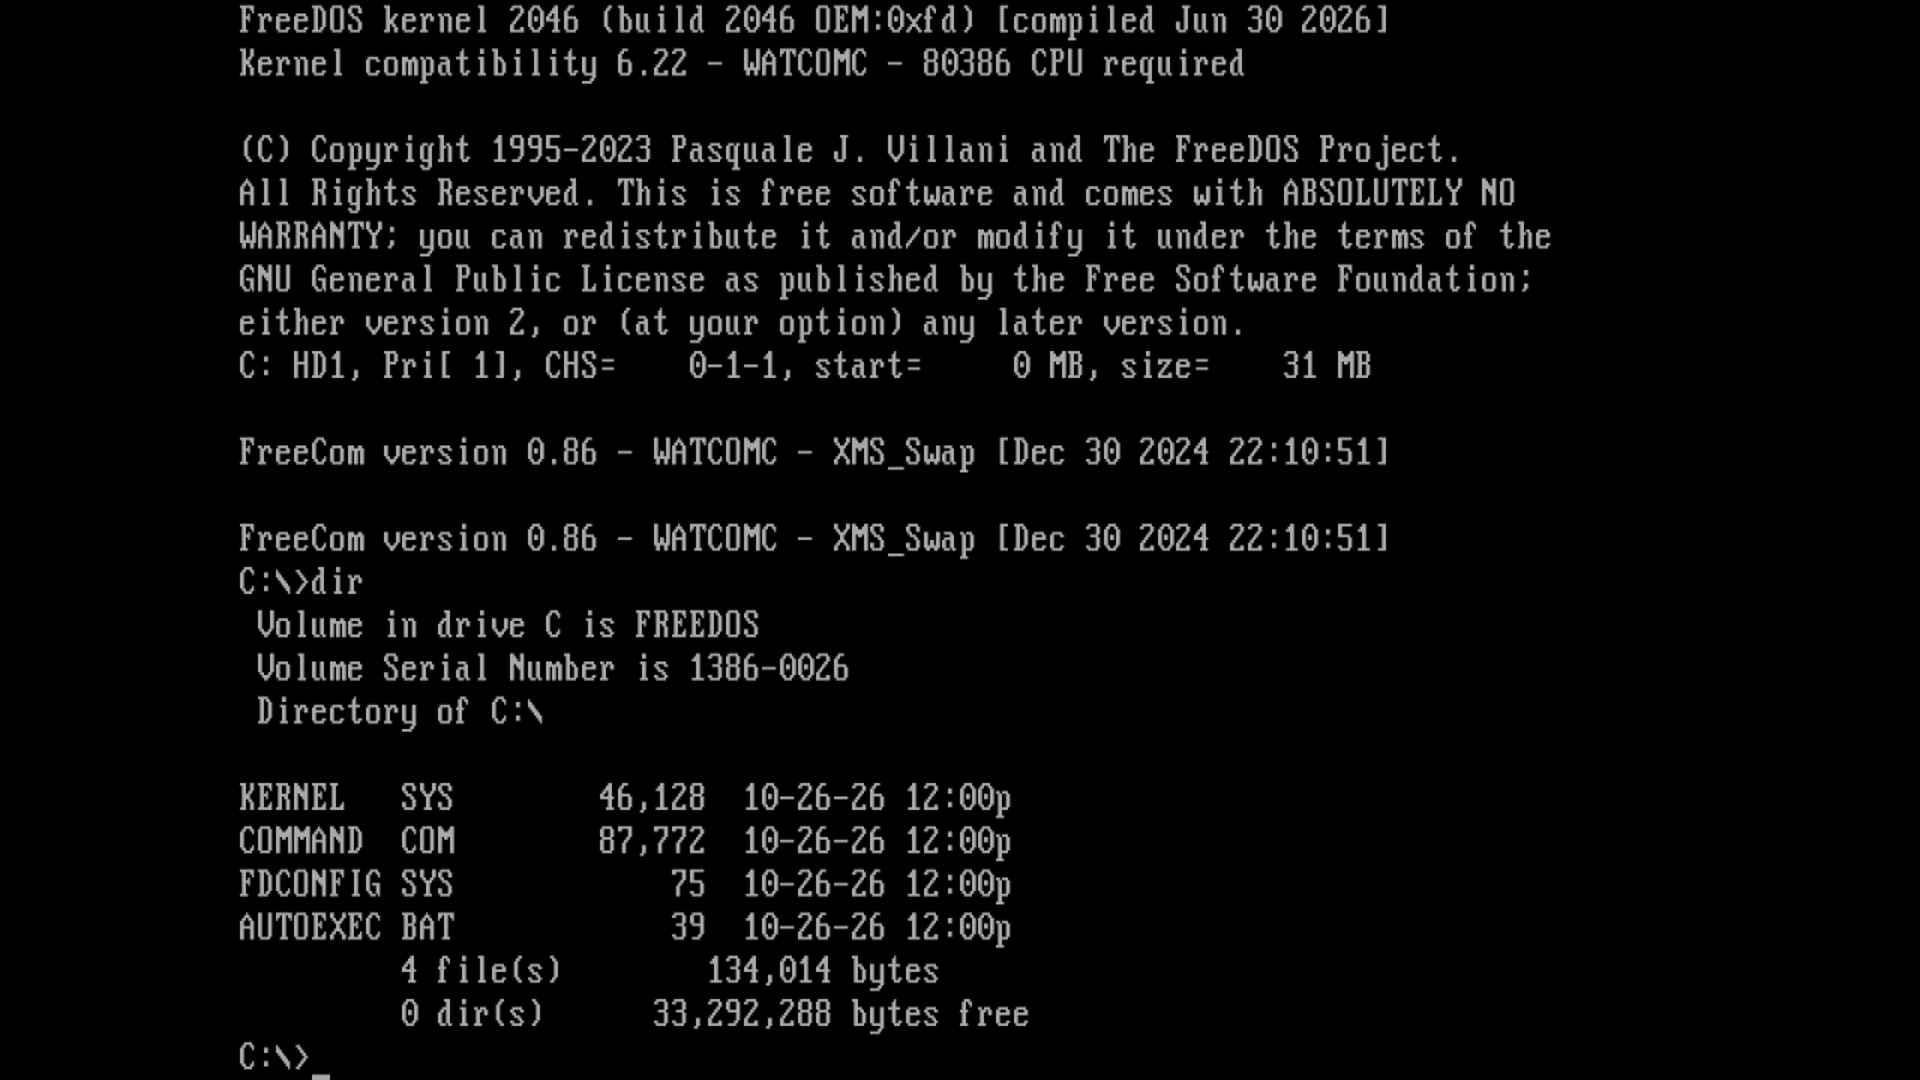 FreeDOS kernel 2046 (build 2046 OEM:0xfd) [compiled Jun 30 2026]
Kernel compatibility 6.22 - WATCOMC - 80386 CPU required
(C) Copyright 1995-2023 Pasquale J. Villani and The FreeDOS Project.
All Rights Reserved. This is free software and comes with ABSOLUTELY NO
WARRANTY; you can redistribute it and/or modify it under the terms of the
GNU General Public License as published by the Free Software Foundation;
either version 2, or (at your option) any later version.
C: HD1, Pri[ 1], CHS=    0-1-1, start=     0 MB, size=    31 MB
FreeCom version 0.86 - WATCOMC - XMS_Swap [Dec 30 2024 22:10:51]
FreeCom version 0.86 - WATCOMC - XMS_Swap [Dec 30 2024 22:10:51]
C:\>dir
 Volume in drive C is FREEDOS
 Volume Serial Number is 1386-0026
 Directory of C:\
KERNEL   SYS        46,128  10-26-26 12:00p
COMMAND  COM        87,772  10-26-26 12:00p
FDCONFIG SYS            75  10-26-26 12:00p
AUTOEXEC BAT            39  10-26-26 12:00p
         4 file(s)        134,014 bytes
         0 dir(s)      33,292,288 bytes free
C:\>_